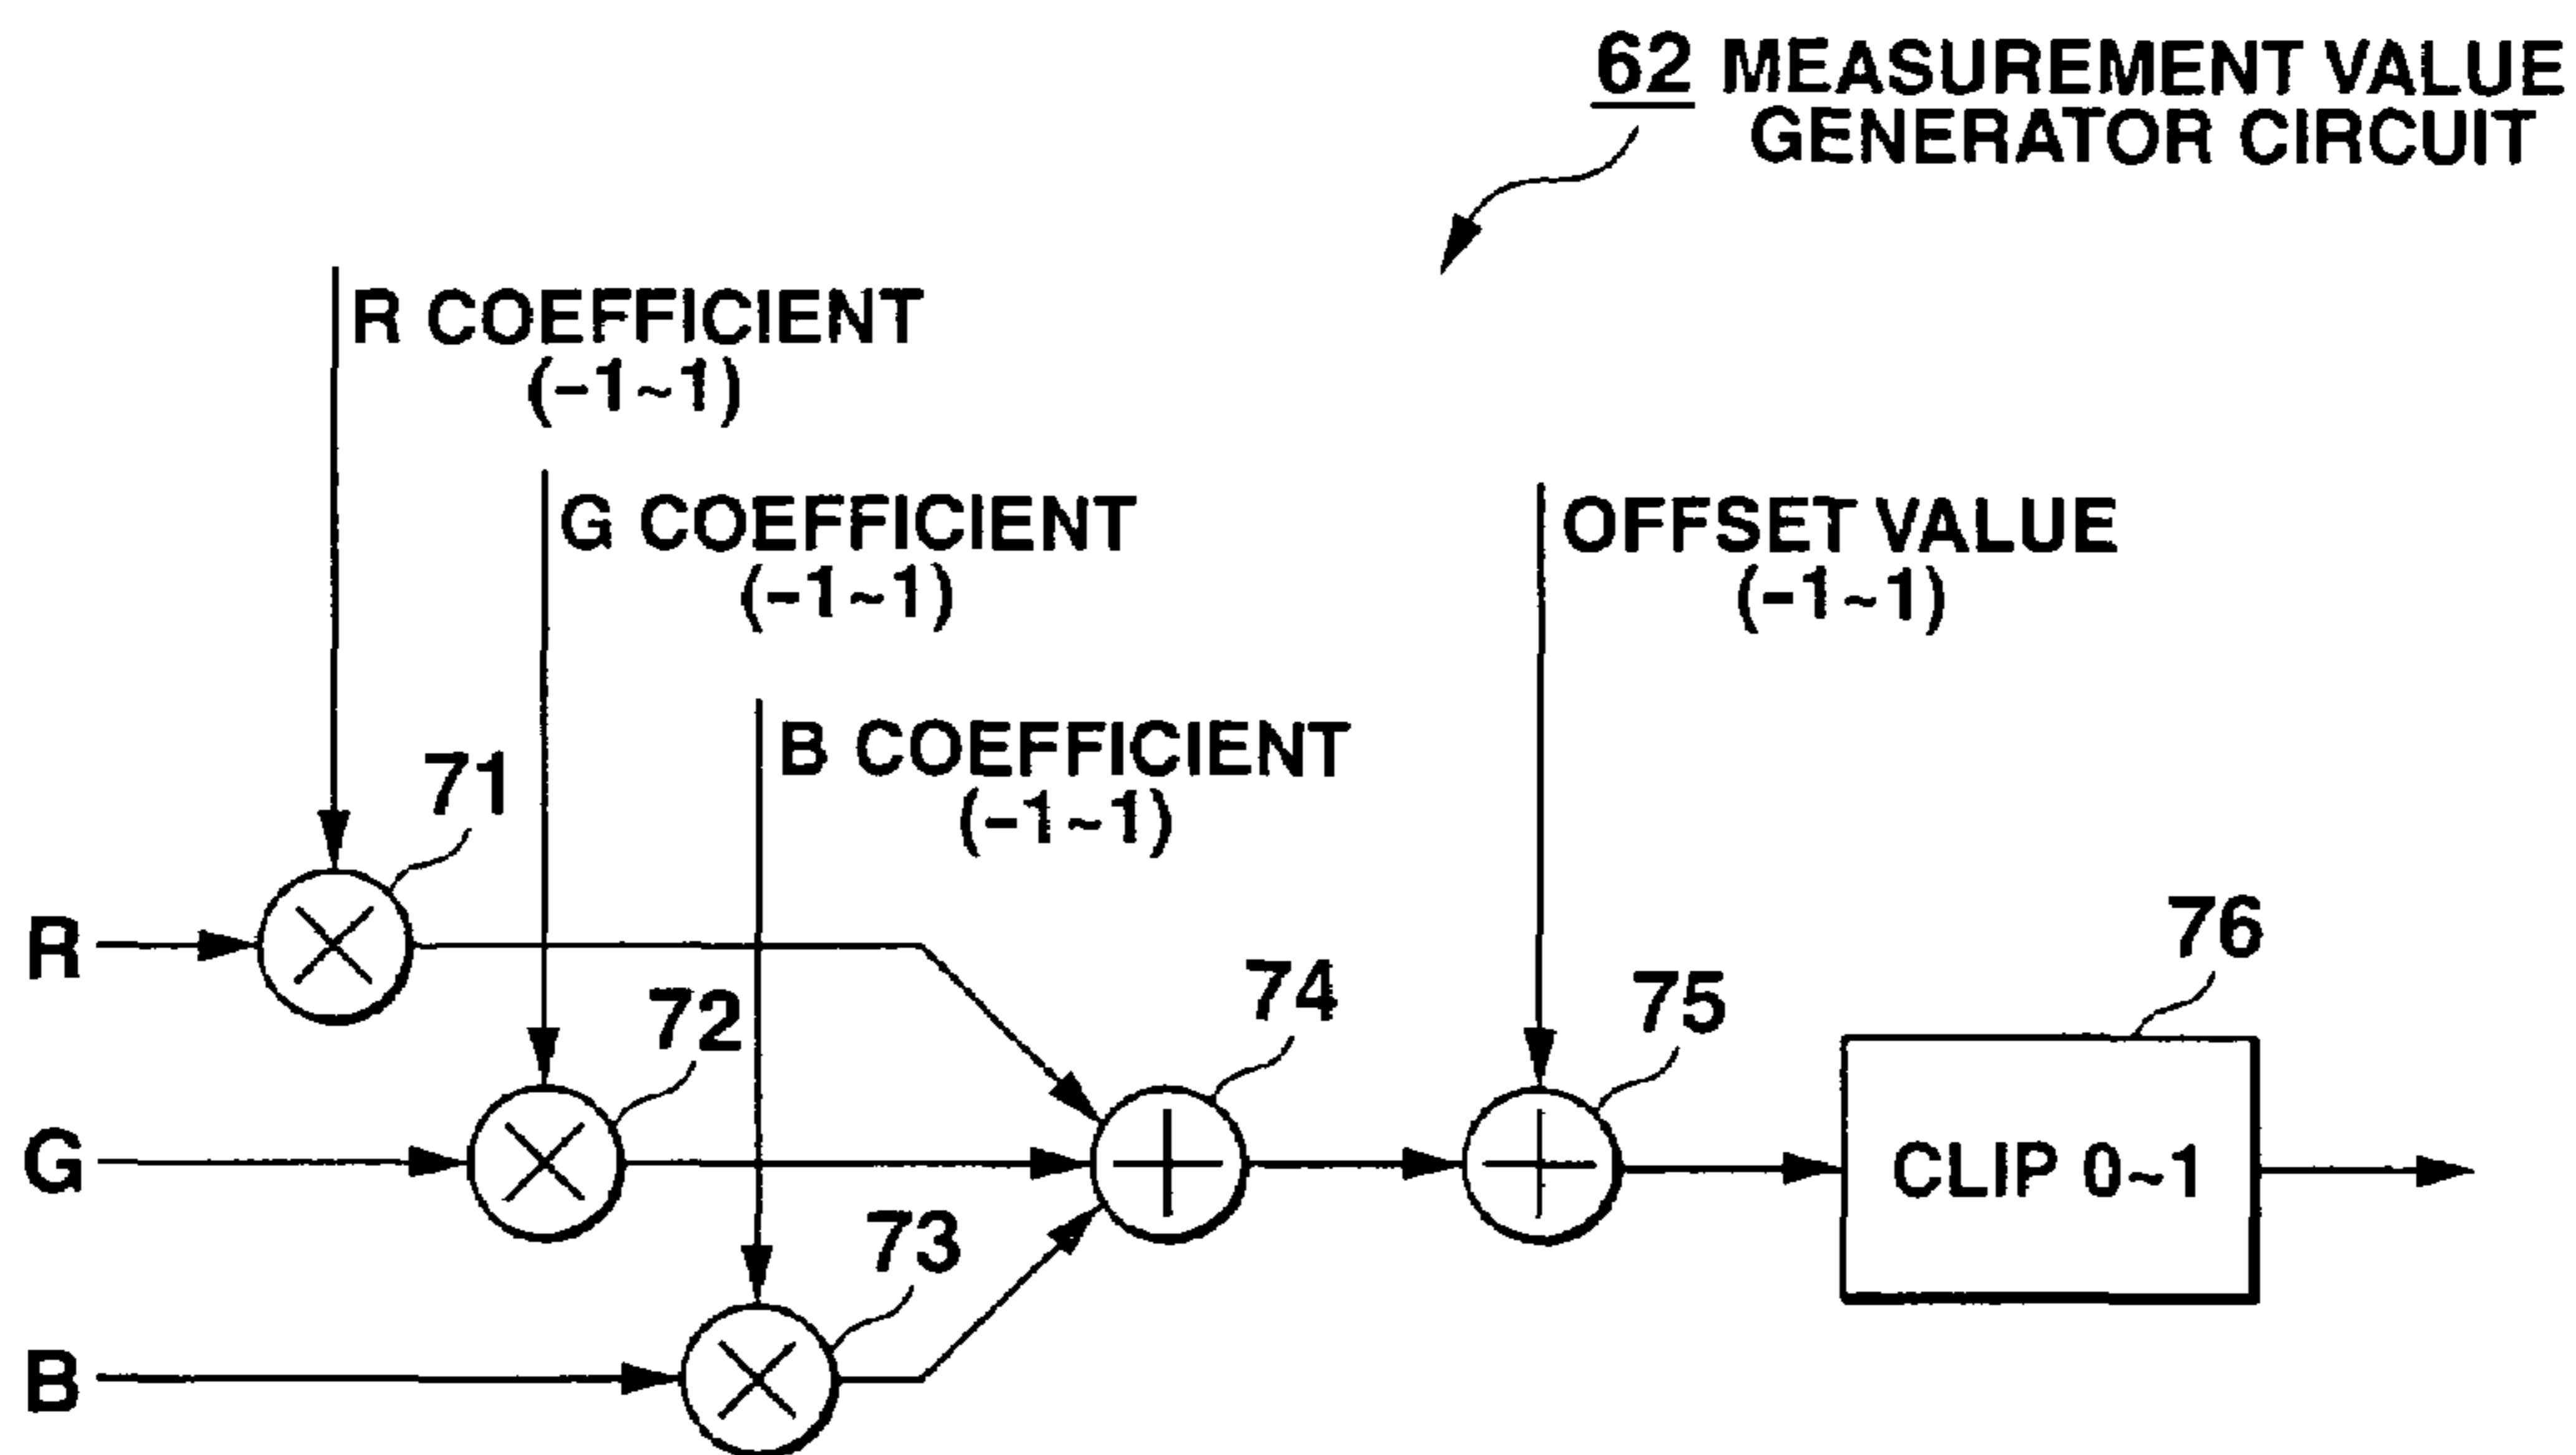 62 MEASUREMENT VALUE
GENERATOR CIRCUIT
R COEFFICIENT
(-1~1)
G COEFFICIENT
(-1~1)
OFFSET VALUE
(-1~1)
B COEFFICIENT
(-1~1)
71
R
72
74
75
76
G
CLIP 0~1
73
B